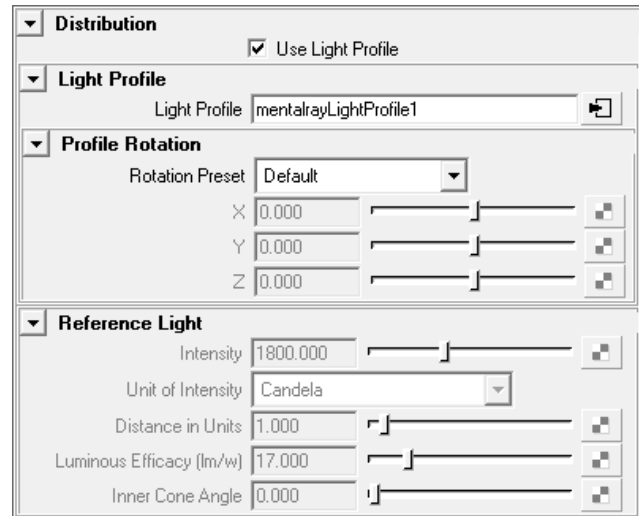 Distribution
Use Light Profile
Light Profile
Light Profile mentalrayLightProfile1
Profile Rotation
Rotation Preset Default
X 0.000
Y 0.000
Z 0.000
Reference Light
Intensity 1800.000
Unit of Intensity Candela
Distance in Units 1.000
Luminous Efficacy (lm/w) 17.000
Inner Cone Angle 0.000